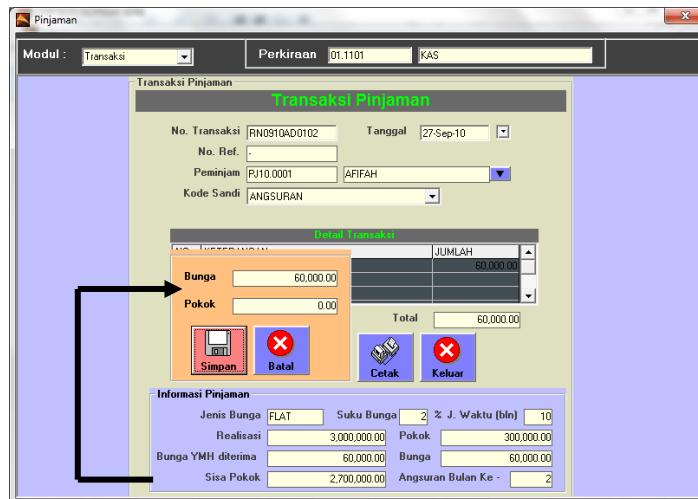 Pinjaman
Modul : Transaksi Perkiraan 01.1101 KAS
Transaksi Pinjaman
Transaksi Pinjaman
No. Transaksi RN0910AD0102 Tanggal 27-Sep-10
No. Ref. -
Peminjam PJ10.0001 AFIFAH
Kode Sandi ANGSURAN
Detail Transaksi
JUMLAH
60,000.00
Bunga 60,000.00
Pokok 0.00
Total 60,000.00
Simpan Batal Cetak Keluar
Informasi Pinjaman
Jenis Bunga FLAT Suku Bunga 2 % J. Waktu (bln) 10
Realisasi 3,000,000.00 Pokok 300,000.00
Bunga YMH diterima 60,000.00 Bunga 60,000.00
Sisa Pokok 2,700,000.00 Angsuran Bulan Ke - 2